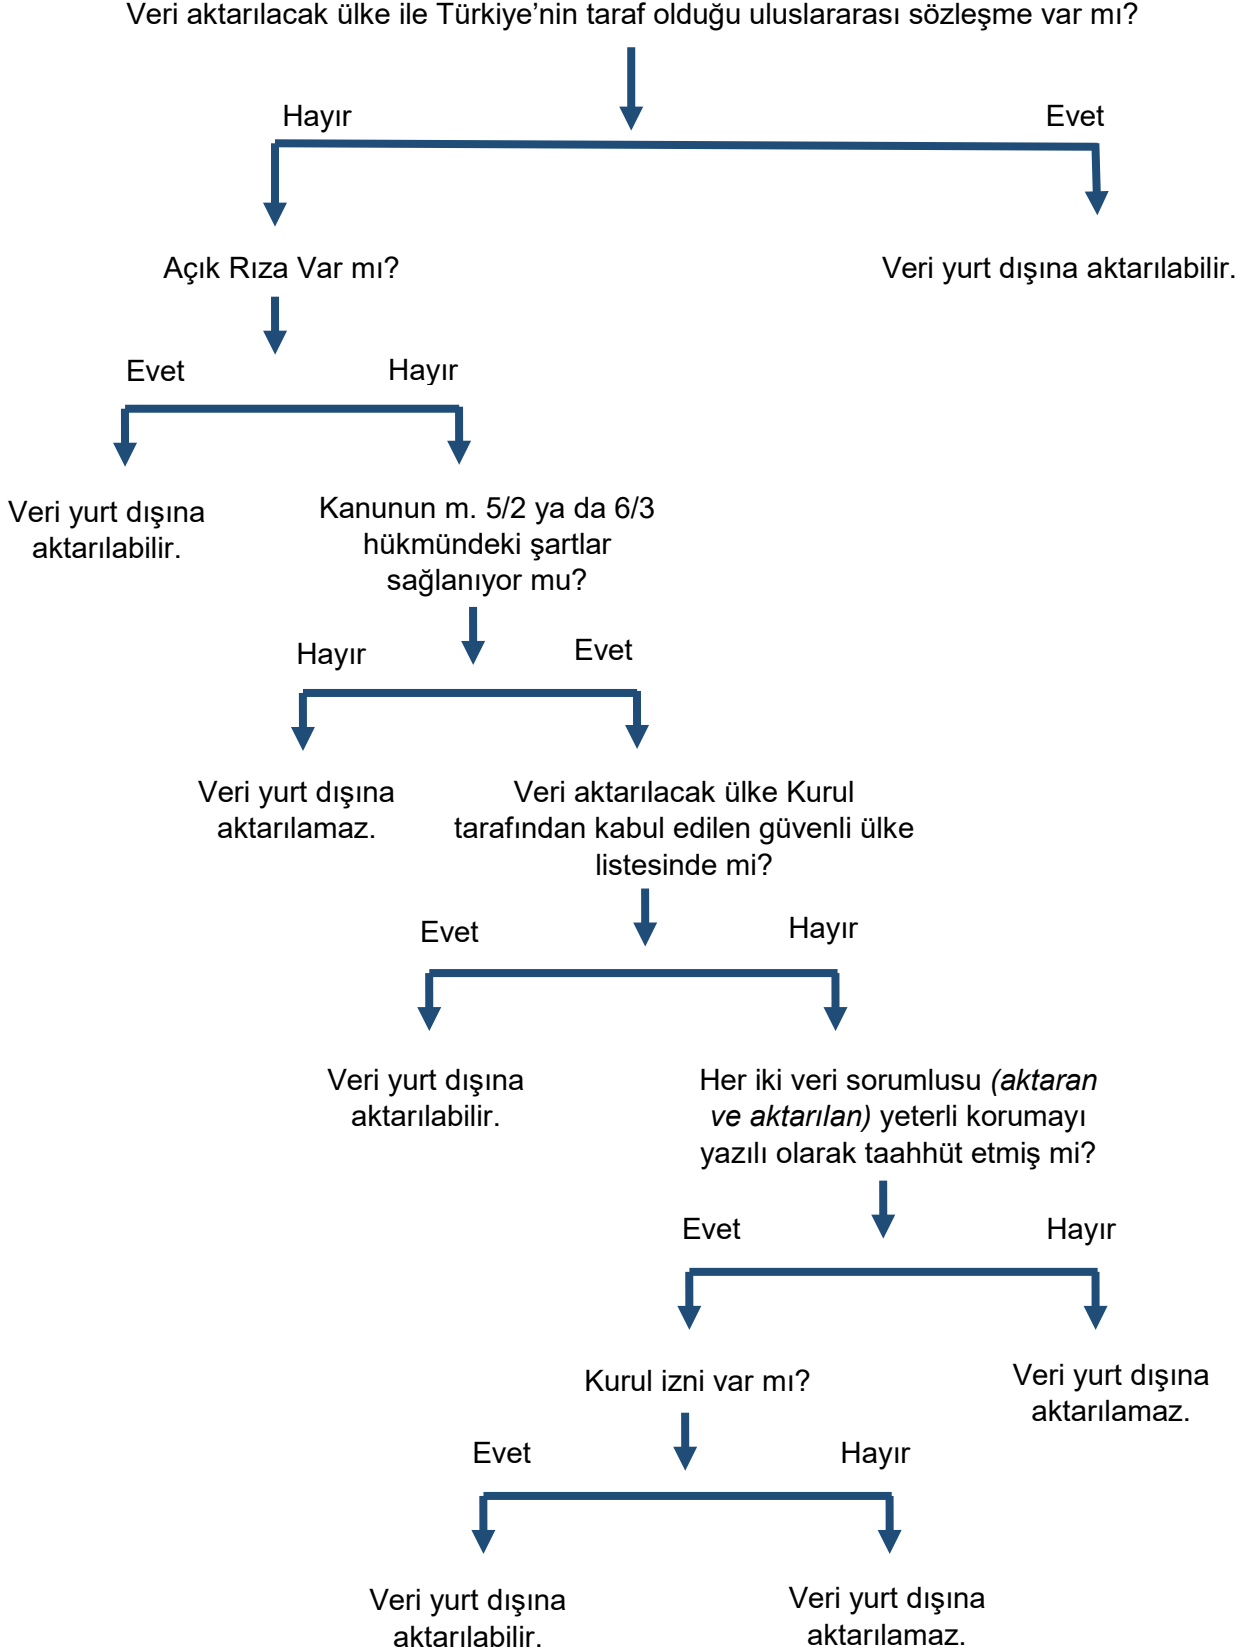 Veri aktarılacak ülke ile Türkiye’nin taraf olduğu uluslararası sözleşme var mı?
Hayır
Evet
Açık Rıza Var mı?
Veri yurt dışına aktarılabilir.
Evet
Hayır
Veri yurt dışına
aktarılabilir.
Kanunun m. 5/2 ya da 6/3
hükmündeki şartlar
sağlanıyor mu?
Hayır
Evet
Veri yurt dışına
aktarılamaz.
Veri aktarılacak ülke Kurul
tarafından kabul edilen güvenli ülke
listesinde mi?
Evet
Hayır
Veri yurt dışına
aktarılabilir.
Her iki veri sorumlusu (aktaran
ve aktarılan) yeterli korumayı
yazılı olarak taahhüt etmiş mi?
Evet
Hayır
Kurul izni var mı?
Veri yurt dışına
aktarılamaz.
Evet
Hayır
Veri yurt dışına
aktarılabilir.
Veri yurt dışına
aktarılamaz.